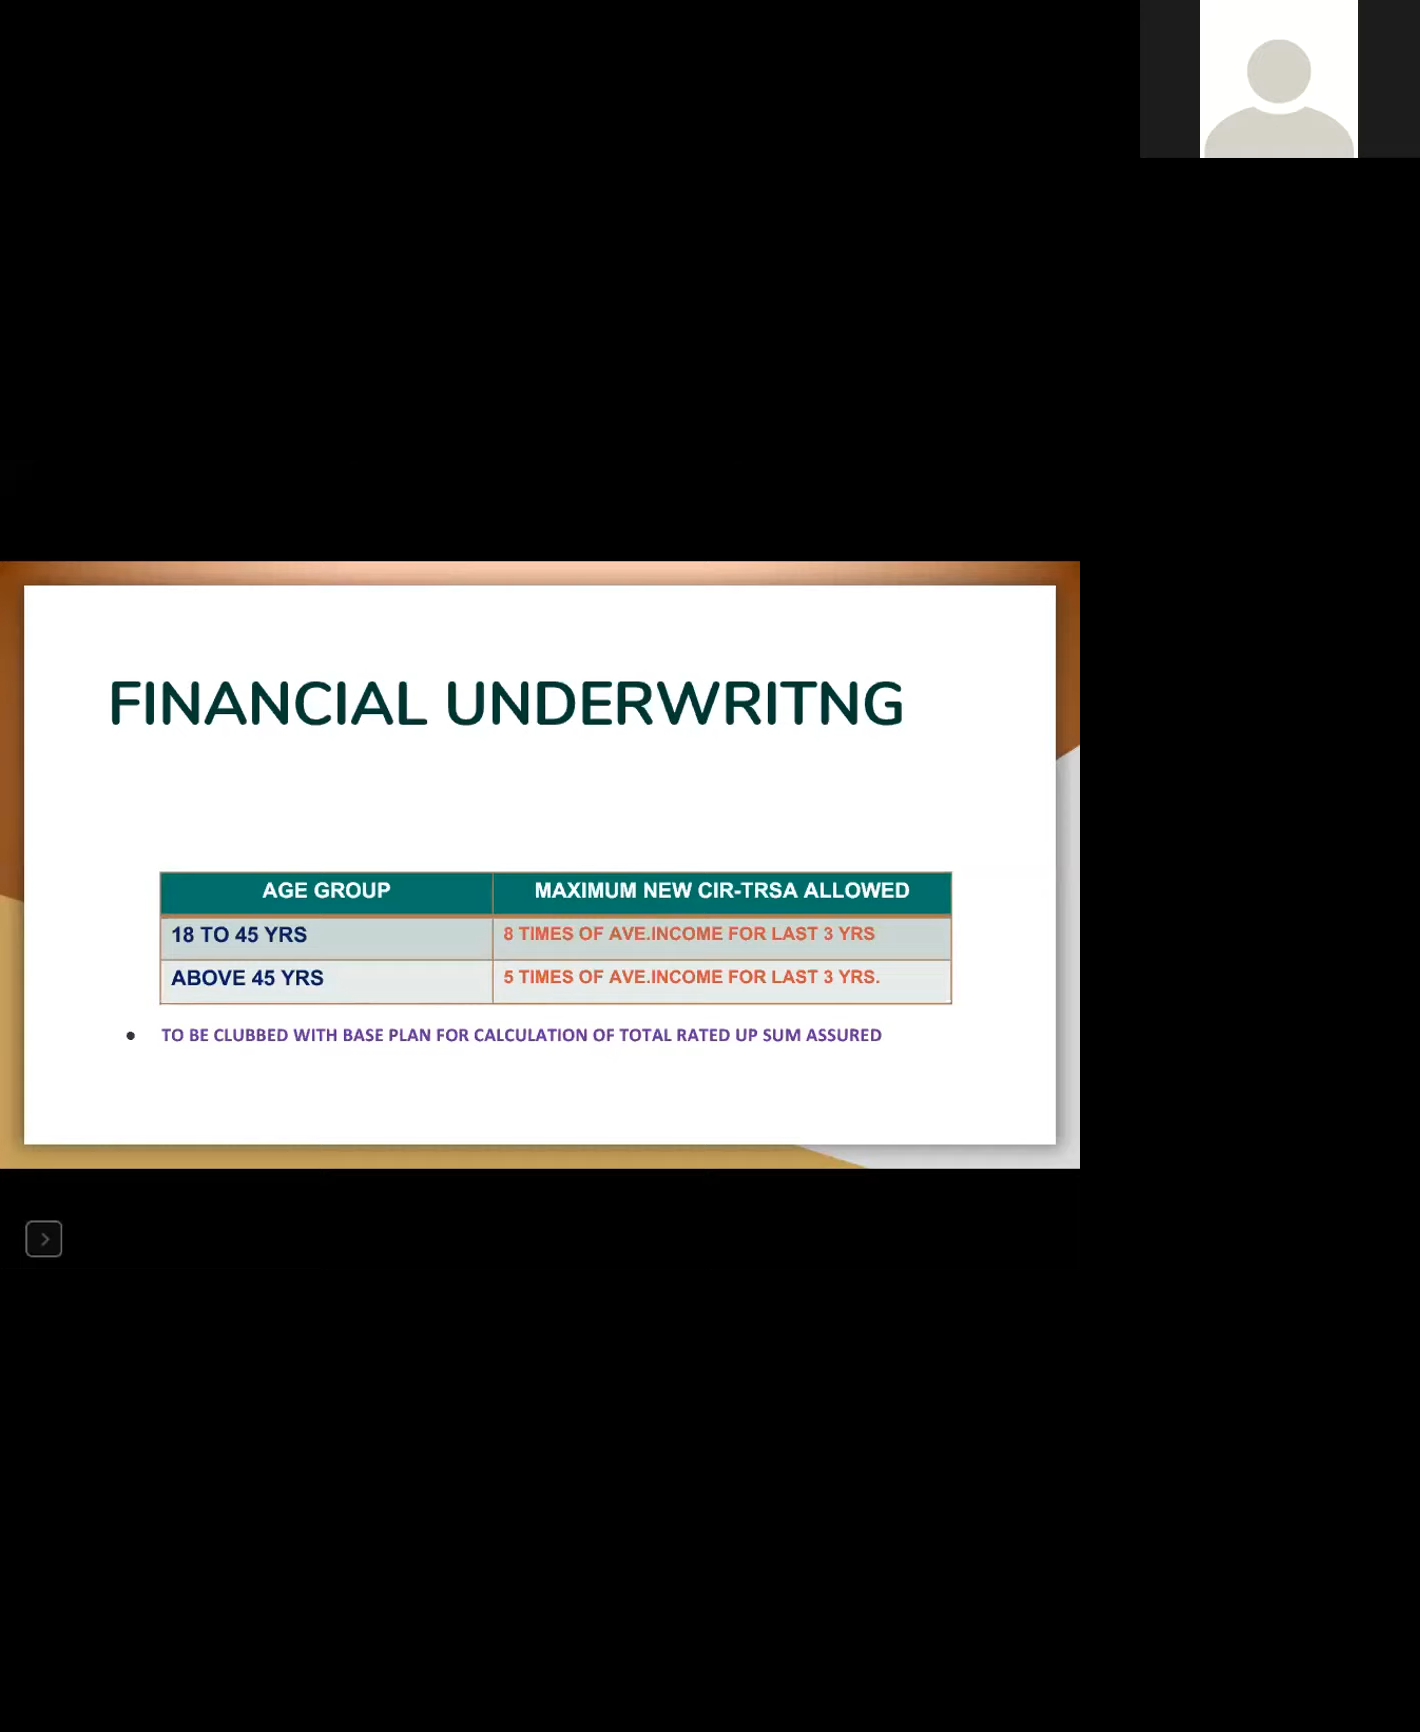 FINANCIAL UNDERWRITNG
AGE GROUP
MAXIMUM NEW CIR-TRSA ALLOWED
18 TO 45 YRS
8 TIMES OF AVE.INCOME FOR LAST 3 YRS
ABOVE 45 YRS
5 TIMES OF AVE.INCOME FOR LAST 3 YRS.
• TO BE CLUBBED WITH BASE PLAN FOR CALCULATION OF TOTAL RATED UP SUM ASSURED